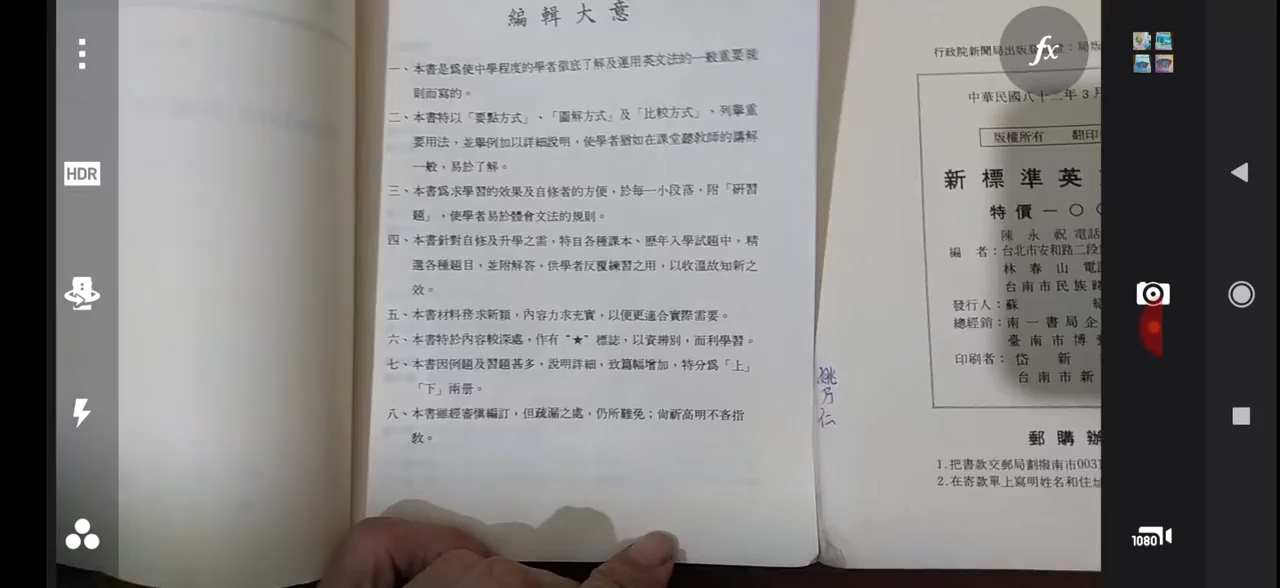 編輯大意
一、本書是爲使中學程度的學者徹底了解及運用英文法的一般重要規
則而寫的。
二、本書特以「要點方式」、「圖解方式」及「比較方式」、列舉重
要用法，並舉例加以詳細說明，使學者猶如在課堂聽教師的講解
一般，易於了解。
三、本書爲求學習的效果及自修者的方便，於每一小段落，附「研習
題」，使學者易於體會文法的規則。
四、本書針對自修及升學之需，特自各種課本、歷年入學試題中，精
選各種題目，並附解答，供學者反覆練習之用，以收溫故知新之
效。
五、本書材料務求新穎，內容力求充實，以便更適合實際需要。
六、本書特於內容較深處，作有“★”標誌，以資辨別，而利學習。
七、本書因例題及習題甚多，說明詳細，致篇幅增加，特分爲「上」
「下」兩册。
八、本書雖經審慎編訂，但疏漏之處，仍所難免；尙祈高明不吝指
教。
姚乃仁
行政院新聞局出版登
中華民國八十二年3月
版權所有 翻印
新標準英
特價一〇〇
陳永祝電話
編者：台北市安和路二段
林春山電
台南市民族路
發行人：蘇
總經銷：南一書局企
臺南市博
印刷者：岱新
台南市新
郵購辦
1.把書款交郵局劃撥南市003
2.在寄款單上寫明姓名和住址
fx
HDR
1080